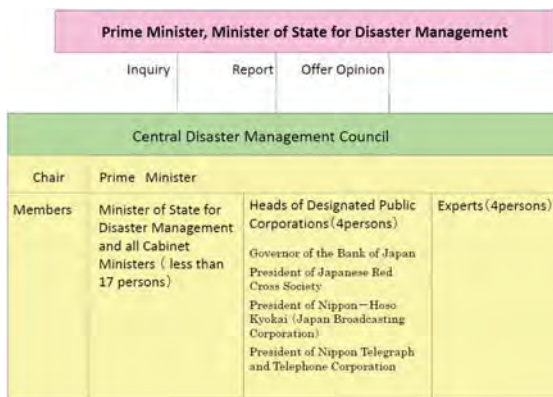 Prime Minister, Minister of State for Disaster Management
Inquiry Report Offer Opinion
Central Disaster Management Council
Chair Prime Minister
Members
Minister of State for
Disaster Management
and all Cabinet
Ministers ( less than
17 persons)
Heads of Designated Public
Corporations(4persons)
Governor of the Bank of Japan
President of Japanese Red
Cross Society
President of Nippon－Hoso
Kyokai (Japan Broadcasting
Corporation)
President of Nippon Telegraph
and Telephone Corporation
Experts(4persons)